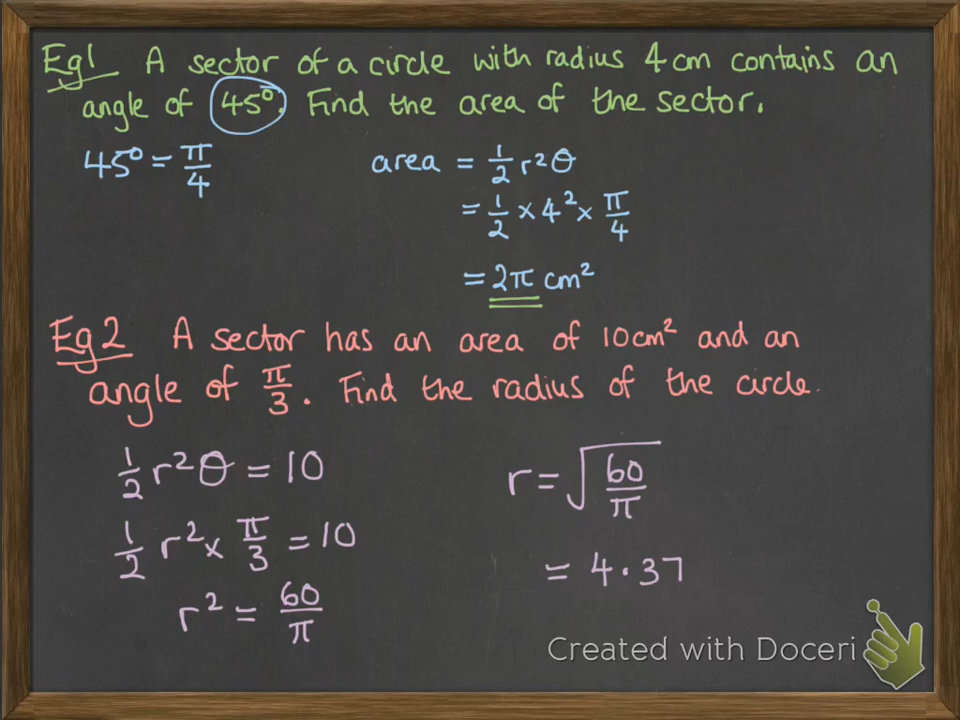 Eg1 A sector of a circle with radius 4cm contains an
angle of 45°. Find the area of the sector.
45° = π/4
area = 1/2 r²θ
= 1/2 × 4² × π/4
= 2π cm²
Eg2 A sector has an area of 10cm² and an
angle of π/3. Find the radius of the circle.
1/2 r²θ = 10
1/2 r² × π/3 = 10
r² = 60/π
r = √(60/π)
= 4.37
Created with Doceri